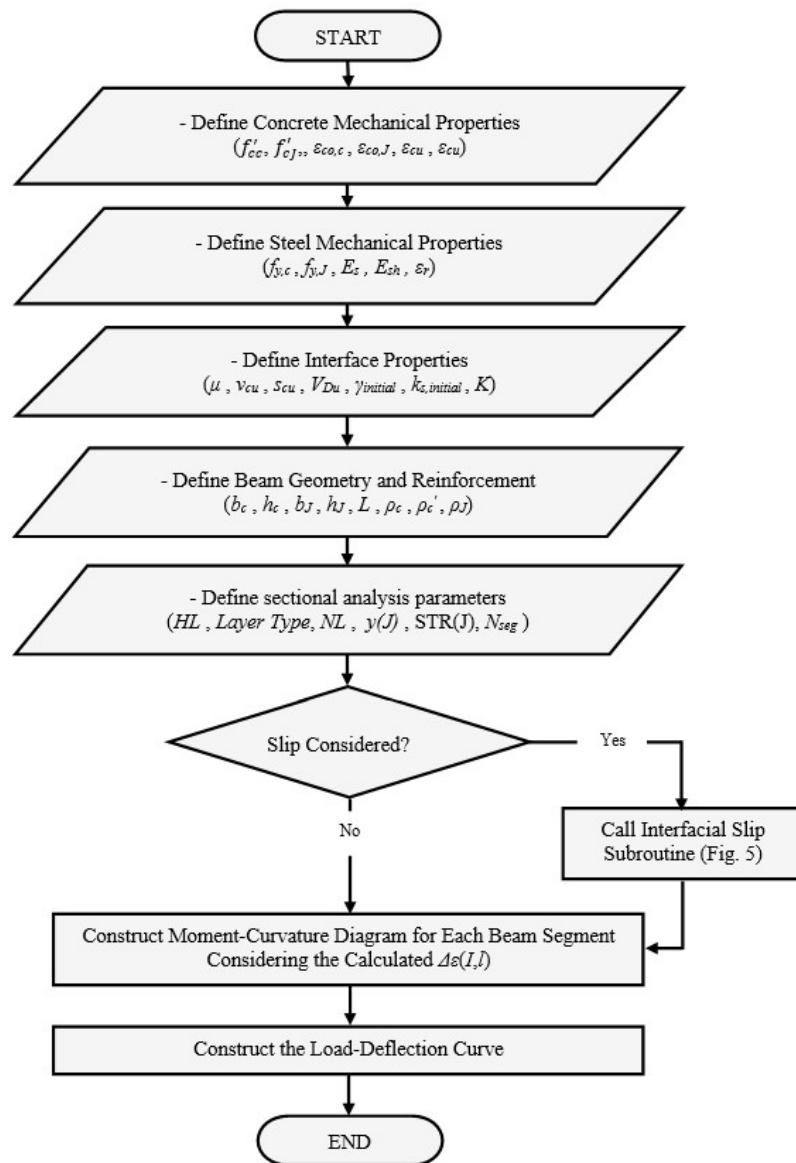 START
- Define Concrete Mechanical Properties
(f'cc, f'cJ,, εco,c , εco,J , εcu , εcu)
- Define Steel Mechanical Properties
(fy,c , fy,J , Es , Esh , εr)
- Define Interface Properties
(μ , vcu , scu , VDu , γinitial , ks,initial , K)
- Define Beam Geometry and Reinforcement
(bc , hc , bJ , hJ , L , ρc , ρc' , ρJ)
- Define sectional analysis parameters
(HL , Layer Type, NL , y(J) , STR(J), Nseg )
Slip Considered?
Yes
No
Call Interfacial Slip
Subroutine (Fig. 5)
Construct Moment-Curvature Diagram for Each Beam Segment
Considering the Calculated Δε(I,l)
Construct the Load-Deflection Curve
END